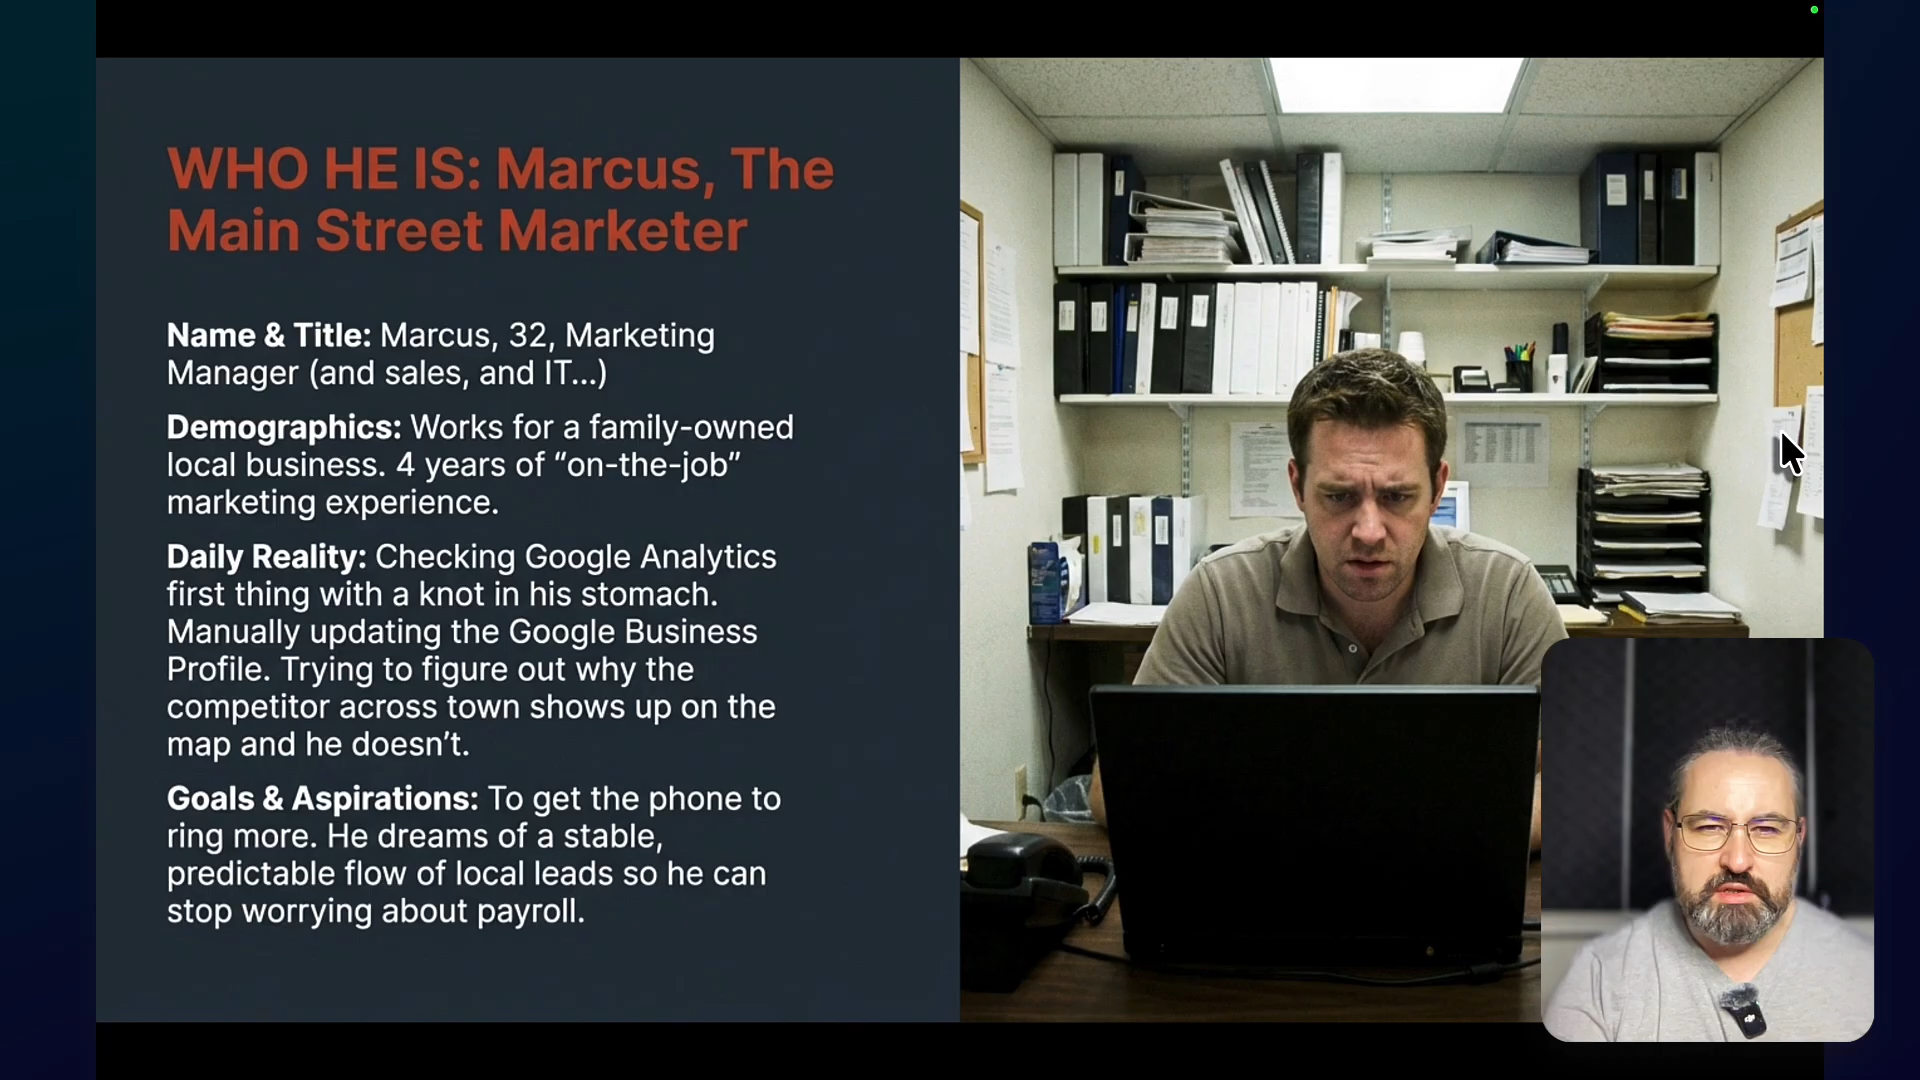 WHO HE IS: Marcus, The
Main Street Marketer
Name & Title: Marcus, 32, Marketing
Manager (and sales, and IT...)
Demographics: Works for a family-owned
local business. 4 years of “on-the-job”
marketing experience.
Daily Reality: Checking Google Analytics
first thing with a knot in his stomach.
Manually updating the Google Business
Profile. Trying to figure out why the
competitor across town shows up on the
map and he doesn’t.
Goals & Aspirations: To get the phone to
ring more. He dreams of a stable,
predictable flow of local leads so he can
stop worrying about payroll.